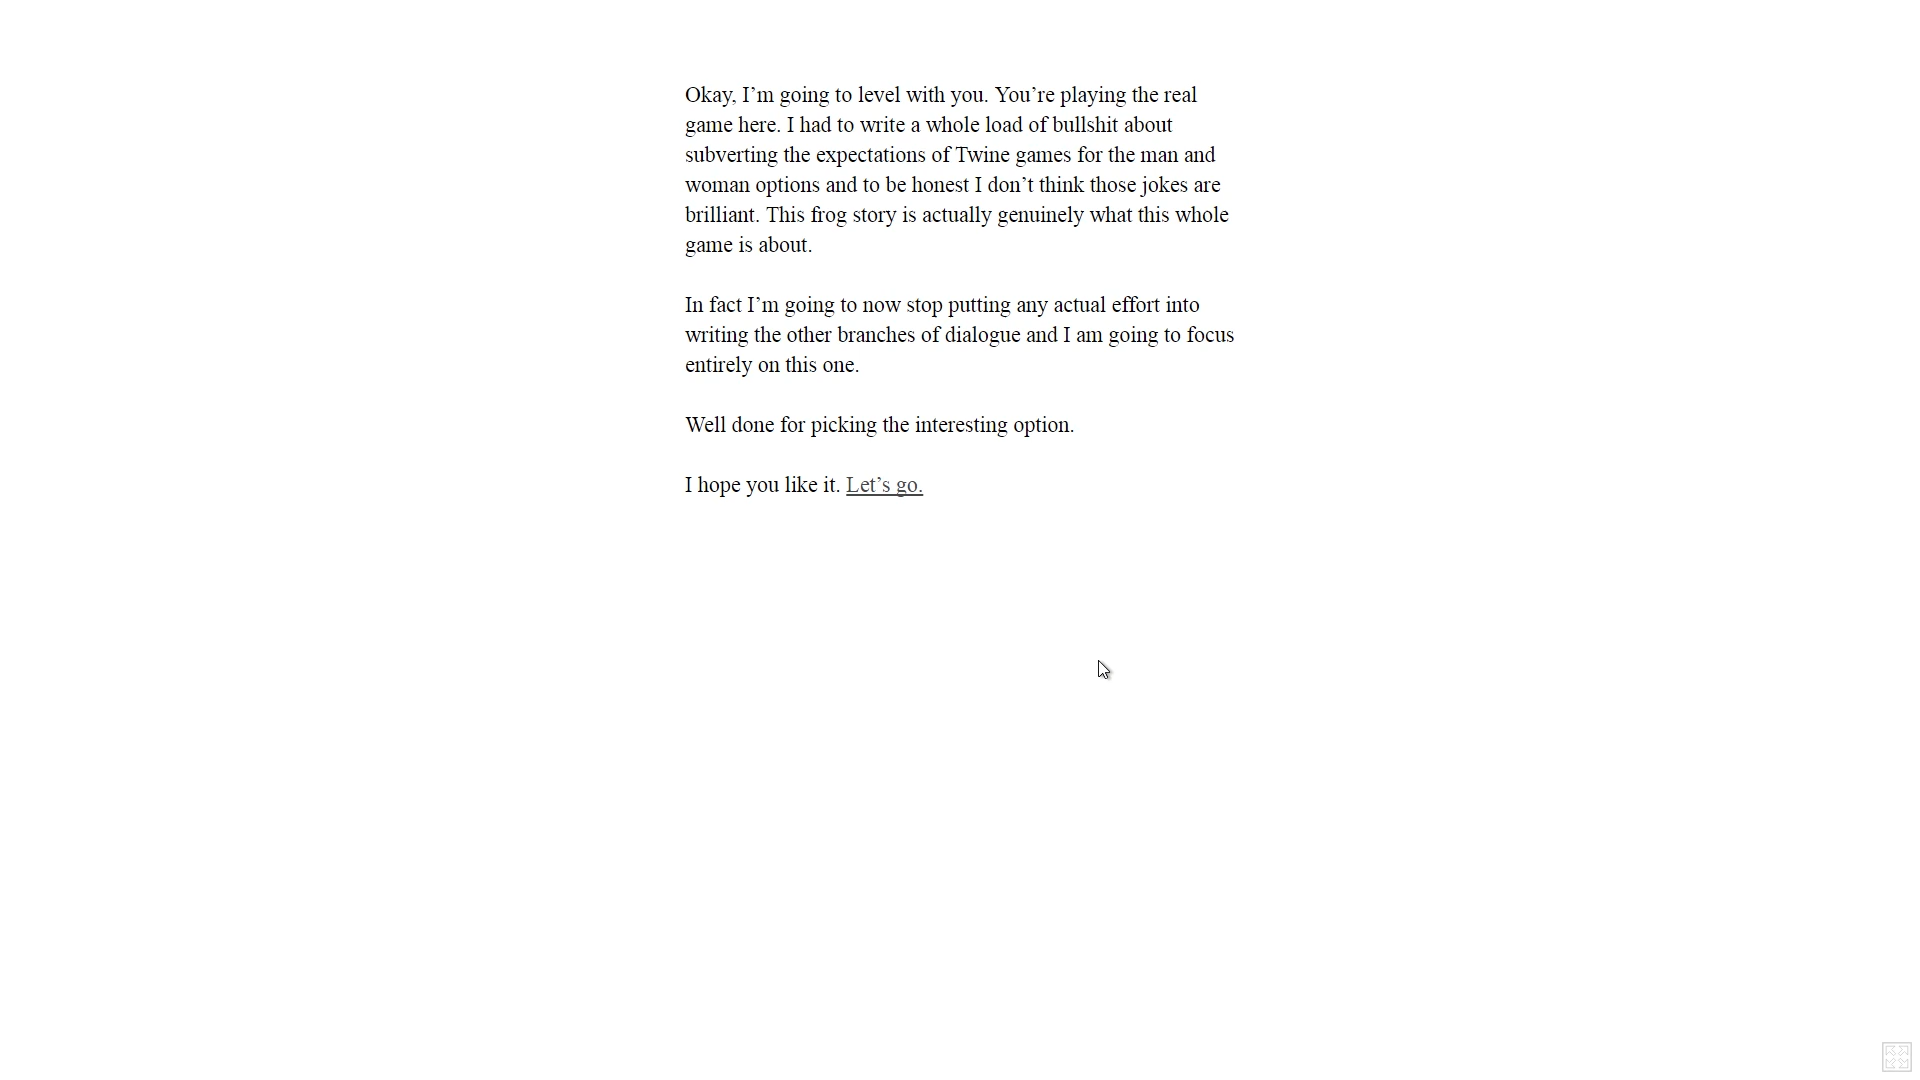 Okay, I’m going to level with you. You’re playing the real
game here. I had to write a whole load of bullshit about
subverting the expectations of Twine games for the man and
woman options and to be honest I don’t think those jokes are
brilliant. This frog story is actually genuinely what this whole
game is about.
In fact I’m going to now stop putting any actual effort into
writing the other branches of dialogue and I am going to focus
entirely on this one.
Well done for picking the interesting option.
I hope you like it. Let’s go.